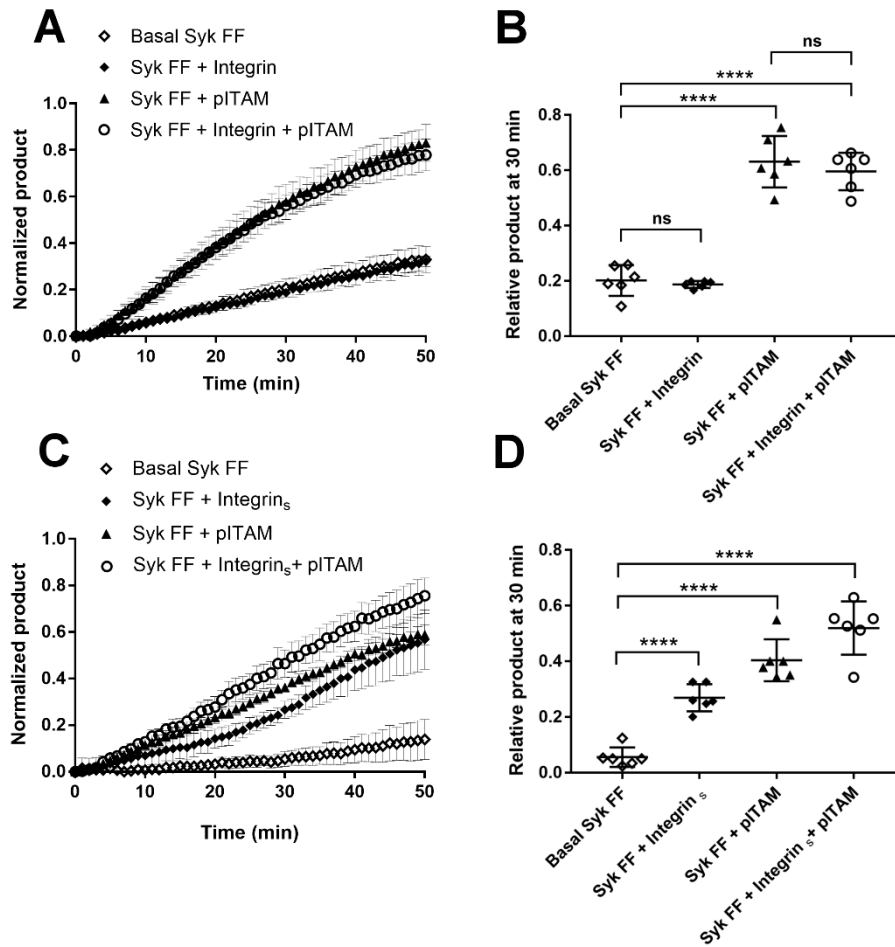 A
Basal Syk FF
Syk FF + Integrin
Syk FF + pITAM
Syk FF + Integrin + pITAM
Normalized product
1.0
0.8
0.6
0.4
0.2
0.0
0
10
20
30
40
50
Time (min)
B
ns
****
****
ns
Relative product at 30 min
0.8
0.6
0.4
0.2
0.0
Basal Syk FF
Syk FF + Integrin
Syk FF + pITAM
Syk FF + Integrin + pITAM
C
Basal Syk FF
Syk FF + Integrinₛ
Syk FF + pITAM
Syk FF + Integrinₛ+ pITAM
Normalized product
1.0
0.8
0.6
0.4
0.2
0.0
0
10
20
30
40
50
Time (min)
D
****
****
****
Relative product at 30 min
0.8
0.6
0.4
0.2
0.0
Basal Syk FF
Syk FF + Integrin ₛ
Syk FF + pITAM
Syk FF + Integrin ₛ+ pITAM